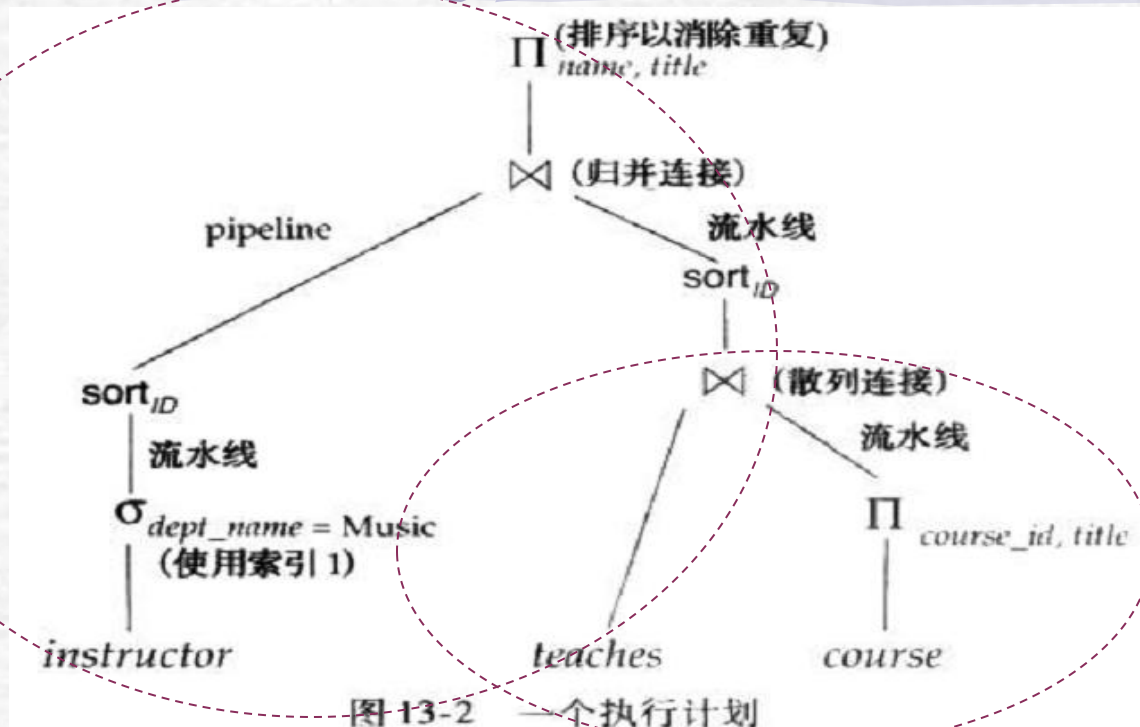 Π (排序以消除重复)
name, title
⋈ (归并连接)
pipeline
流水线
sort ID
⋈ (散列连接)
sort ID
流水线
流水线
σ dept_name = Music
(使用索引 1)
Π course_id, title
instructor teaches course
图 13-2 一个执行计划